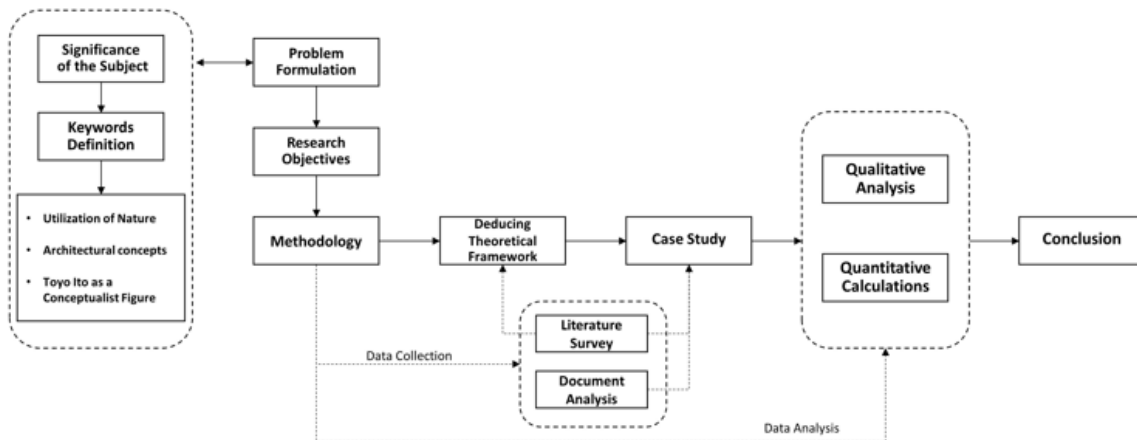 Significance
of the Subject
Keywords
Definition
• Utilization of Nature
• Architectural concepts
• Toyo Ito as a
Conceptualist Figure
Problem
Formulation
Research
Objectives
Methodology
Deducing
Theoretical
Framework
Case Study
Literature
Survey
Document
Analysis
Data Collection
Data Analysis
Qualitative
Analysis
Quantitative
Calculations
Conclusion